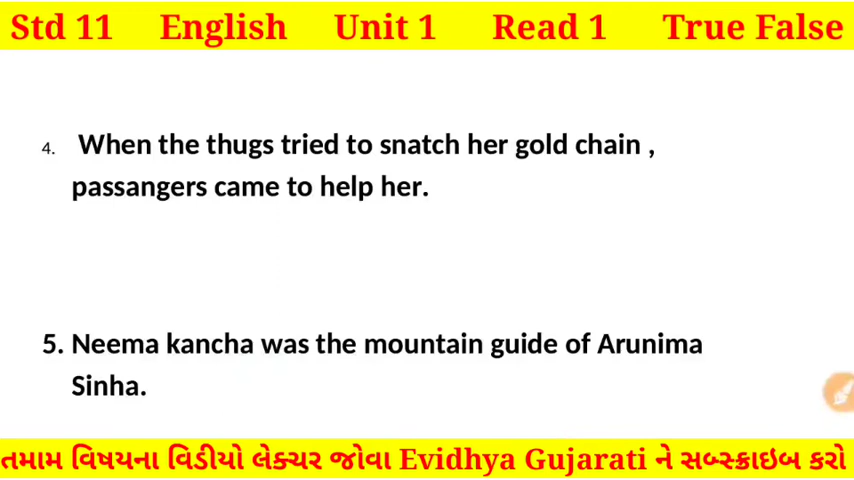 Std 11 English Unit 1 Read 1 True False
4. When the thugs tried to snatch her gold chain ,
passangers came to help her.
5. Neema kancha was the mountain guide of Arunima
Sinha.
તમામ વિષયના વિડીયો લેક્ચર જોવા Evidhya Gujarati ને સબ્સ્ક્રાઇબ કરો